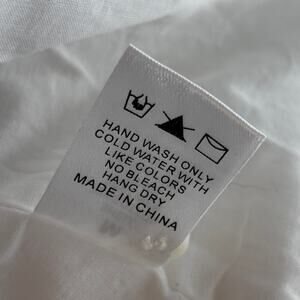 HAND WASH ONLY
COLD WATER WITH
LIKE COLORS
NO BLEACH
HANG DRY
MADE IN CHINA